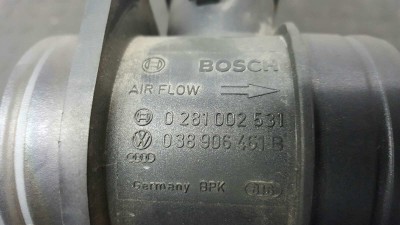 BOSCH
AIR FLOW
0 281 002 531
038 906 461 B
Germany BPK